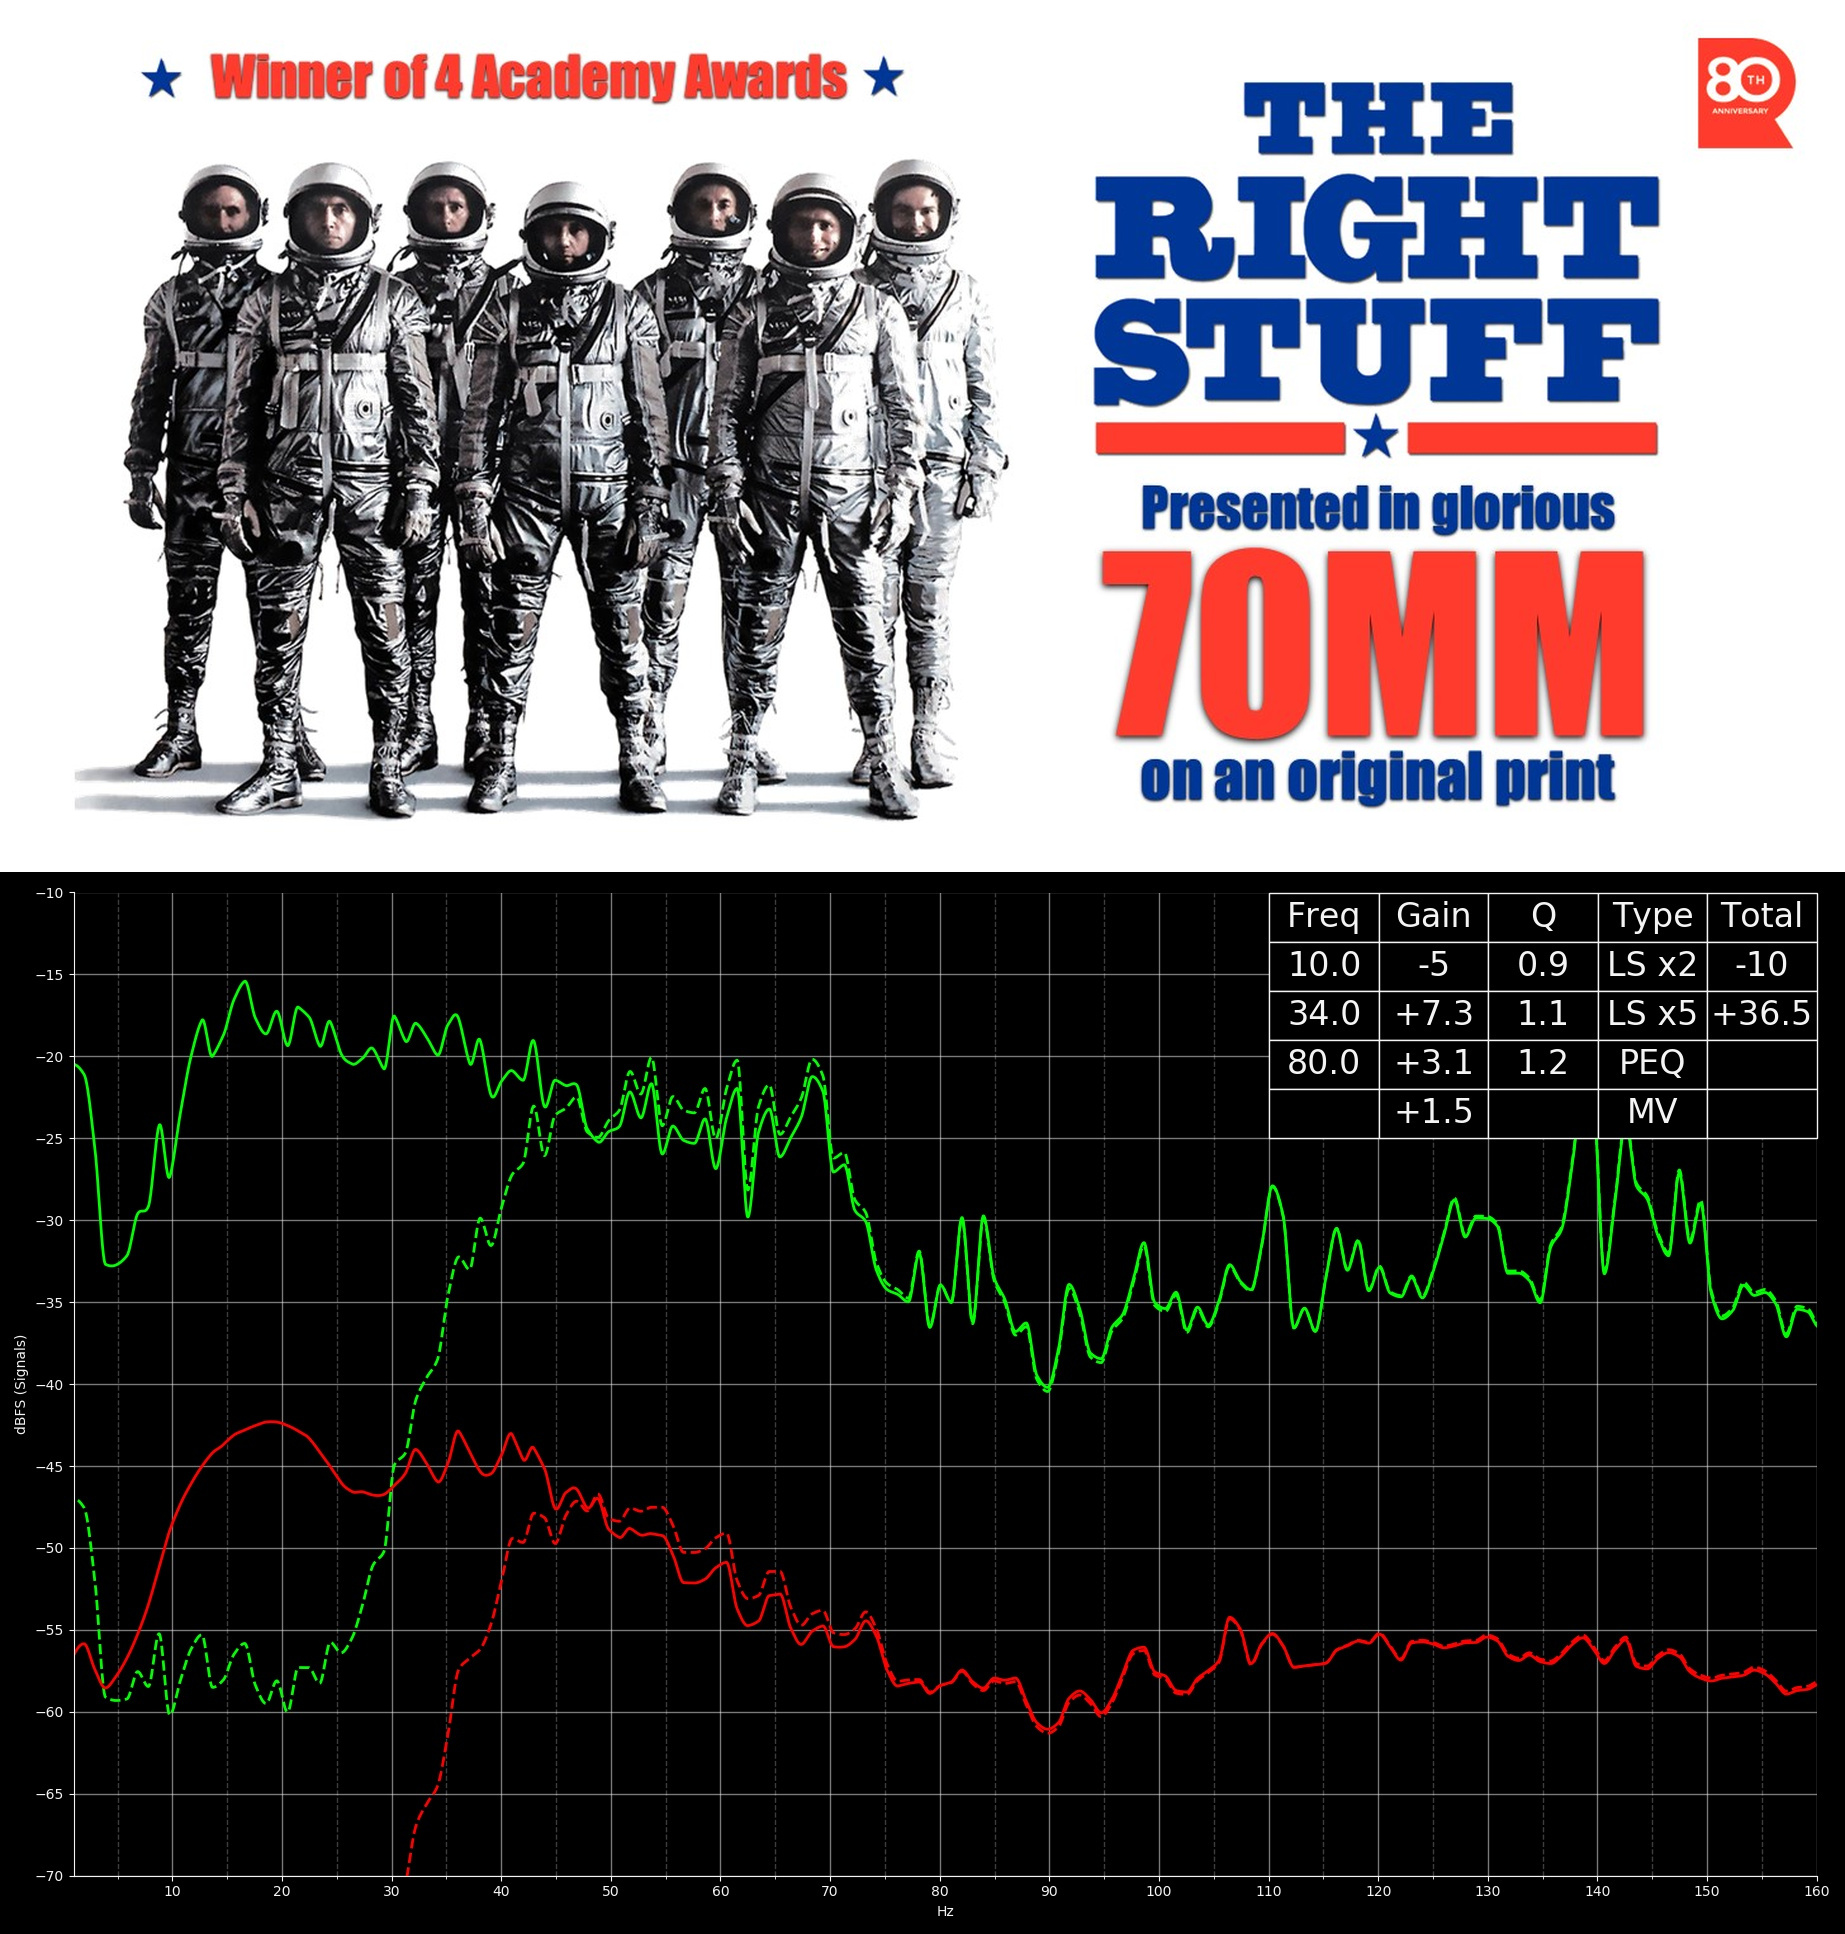 Winner of 4 Academy Awards
80TH
ANNIVERSARY
THE
RIGHT
STUFF
Presented in glorious
70MM
on an original print
Freq Gain Q Type Total
10.0 -5 0.9 LS x2 -10
34.0 +7.3 1.1 LS x5 +36.5
80.0 +3.1 1.2 PEQ
+1.5 MV
−10
−15
−20
−25
−30
−35
−40
−45
−50
−55
−60
−65
−70
dBFS (Signals)
10 20 30 40 50 60 70 80 90 100 110 120 130 140 150 160
Hz